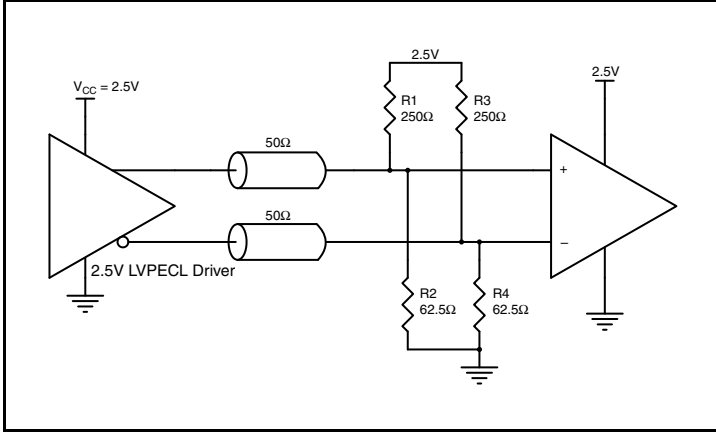 2.5V
V_CC = 2.5V
2.5V
R1
250Ω
R3
250Ω
50Ω
+
50Ω
–
2.5V LVPECL Driver
R2
62.5Ω
R4
62.5Ω